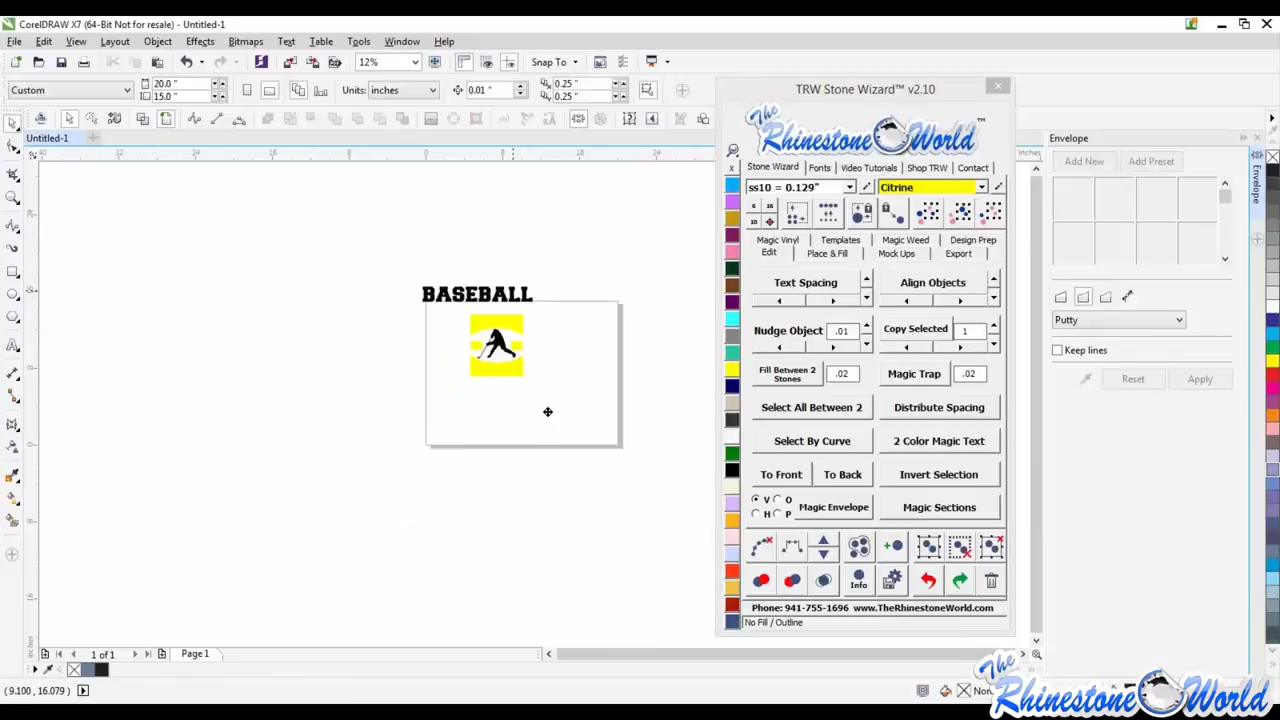 CorelDRAW X7 (64-Bit Not for resale) - Untitled-1
File Edit View Layout Object Effects Bitmaps Text Table Tools Window Help
12% Snap To
Custom 20.0 " 15.0 " Units: inches 0.01 " 0.25 " 0.25 "
Untitled-1
inches
BASEBALL
TRW Stone Wizard™ v2.10
The RhinestoneWorld™
X Stone Wizard Fonts Video Tutorials Shop TRW Contact
ss10 = 0.129" Citrine
6 16
10
Magic Vinyl Templates Magic Weed Design Prep
Edit Place & Fill Mock Ups Export
Text Spacing Align Objects
Nudge Object .01 Copy Selected 1
Fill Between 2 Stones .02 Magic Trap .02
Select All Between 2 Distribute Spacing
Select By Curve 2 Color Magic Text
To Front To Back Invert Selection
V O H P Magic Envelope Magic Sections
Info
Phone: 941-755-1696 www.TheRhinestoneWorld.com
No Fill / Outline
Envelope
Add New Add Preset
Putty
Keep lines
Reset Apply
Envelope
1 of 1 Page 1
(9.100 , 16.079)
The RhinestoneWorld